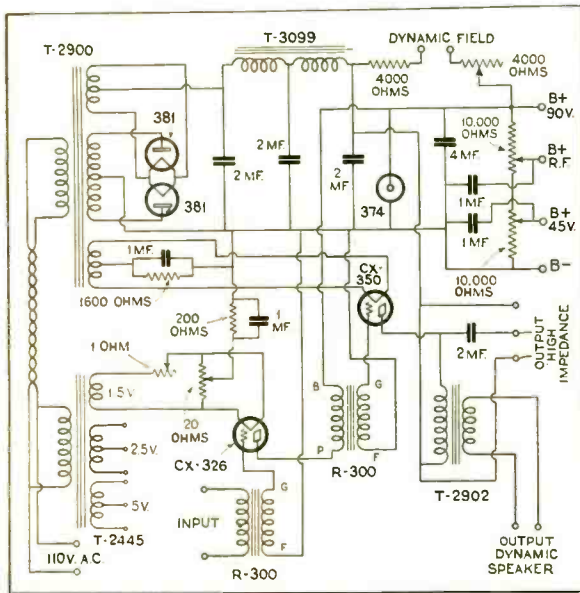 T-2900
T-3099
DYNAMIC FIELD
4000
OHMS
4000
OHMS
B+
90V.
381
10,000
OHMS
B+
R.F.
2 MF.
2 MF.
2
MF.
4 MF.
374
1 MF.
B+
45V.
381
1 MF.
B-
1 MF.
CX-
350
10,000
OHMS
1600 OHMS
200
OHMS
1
MF.
2 MF.
OUTPUT
HIGH
IMPEDANCE
1 OHM
1.5V.
B
G
20
OHMS
2.5V.
P
F
CX-326
R-300
T-2902
5V.
G
INPUT
F
T-2445
110V. A.C.
R-300
OUTPUT
DYNAMIC
SPEAKER